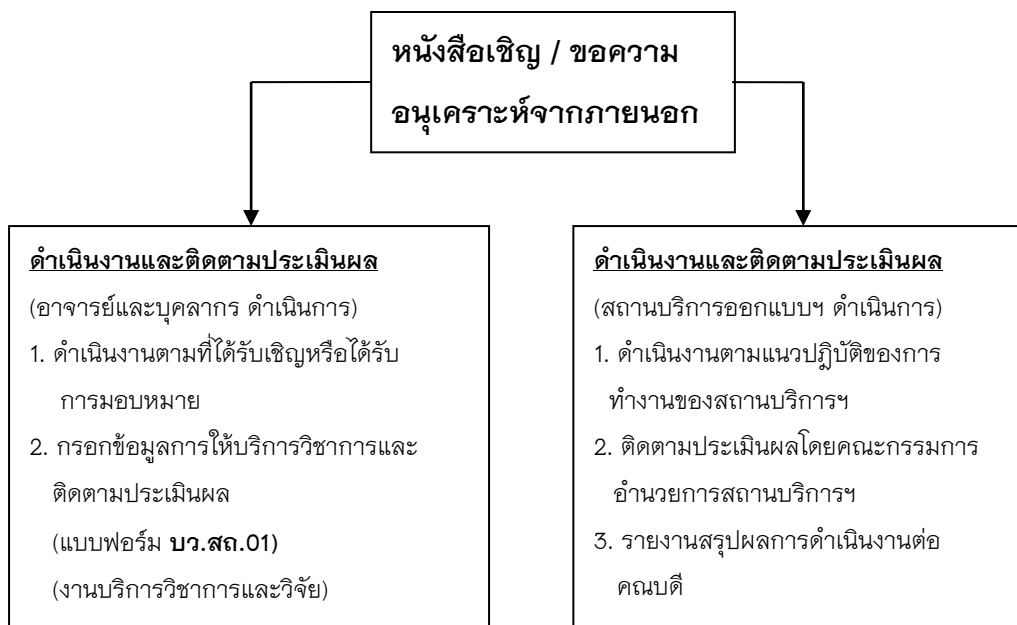 หนังสือเชิญ / ขอความ
อนุเคราะห์จากภายนอก
ดำเนินงานและติดตามประเมินผล
(อาจารย์และบุคลากร ดำเนินการ)
1. ดำเนินงานตามที่ได้รับเชิญหรือได้รับ
การมอบหมาย
2. กรอกข้อมูลการให้บริการวิชาการและ
ติดตามประเมินผล
(แบบฟอร์ม บว.สถ.01)
(งานบริการวิชาการและวิจัย)
ดำเนินงานและติดตามประเมินผล
(สถานบริการออกแบบฯ ดำเนินการ)
1. ดำเนินงานตามแนวปฎิบัติของการ
ทำงานของสถานบริการฯ
2. ติดตามประเมินผลโดยคณะกรรมการ
อำนวยการสถานบริการฯ
3. รายงานสรุปผลการดำเนินงานต่อ
คณบดี